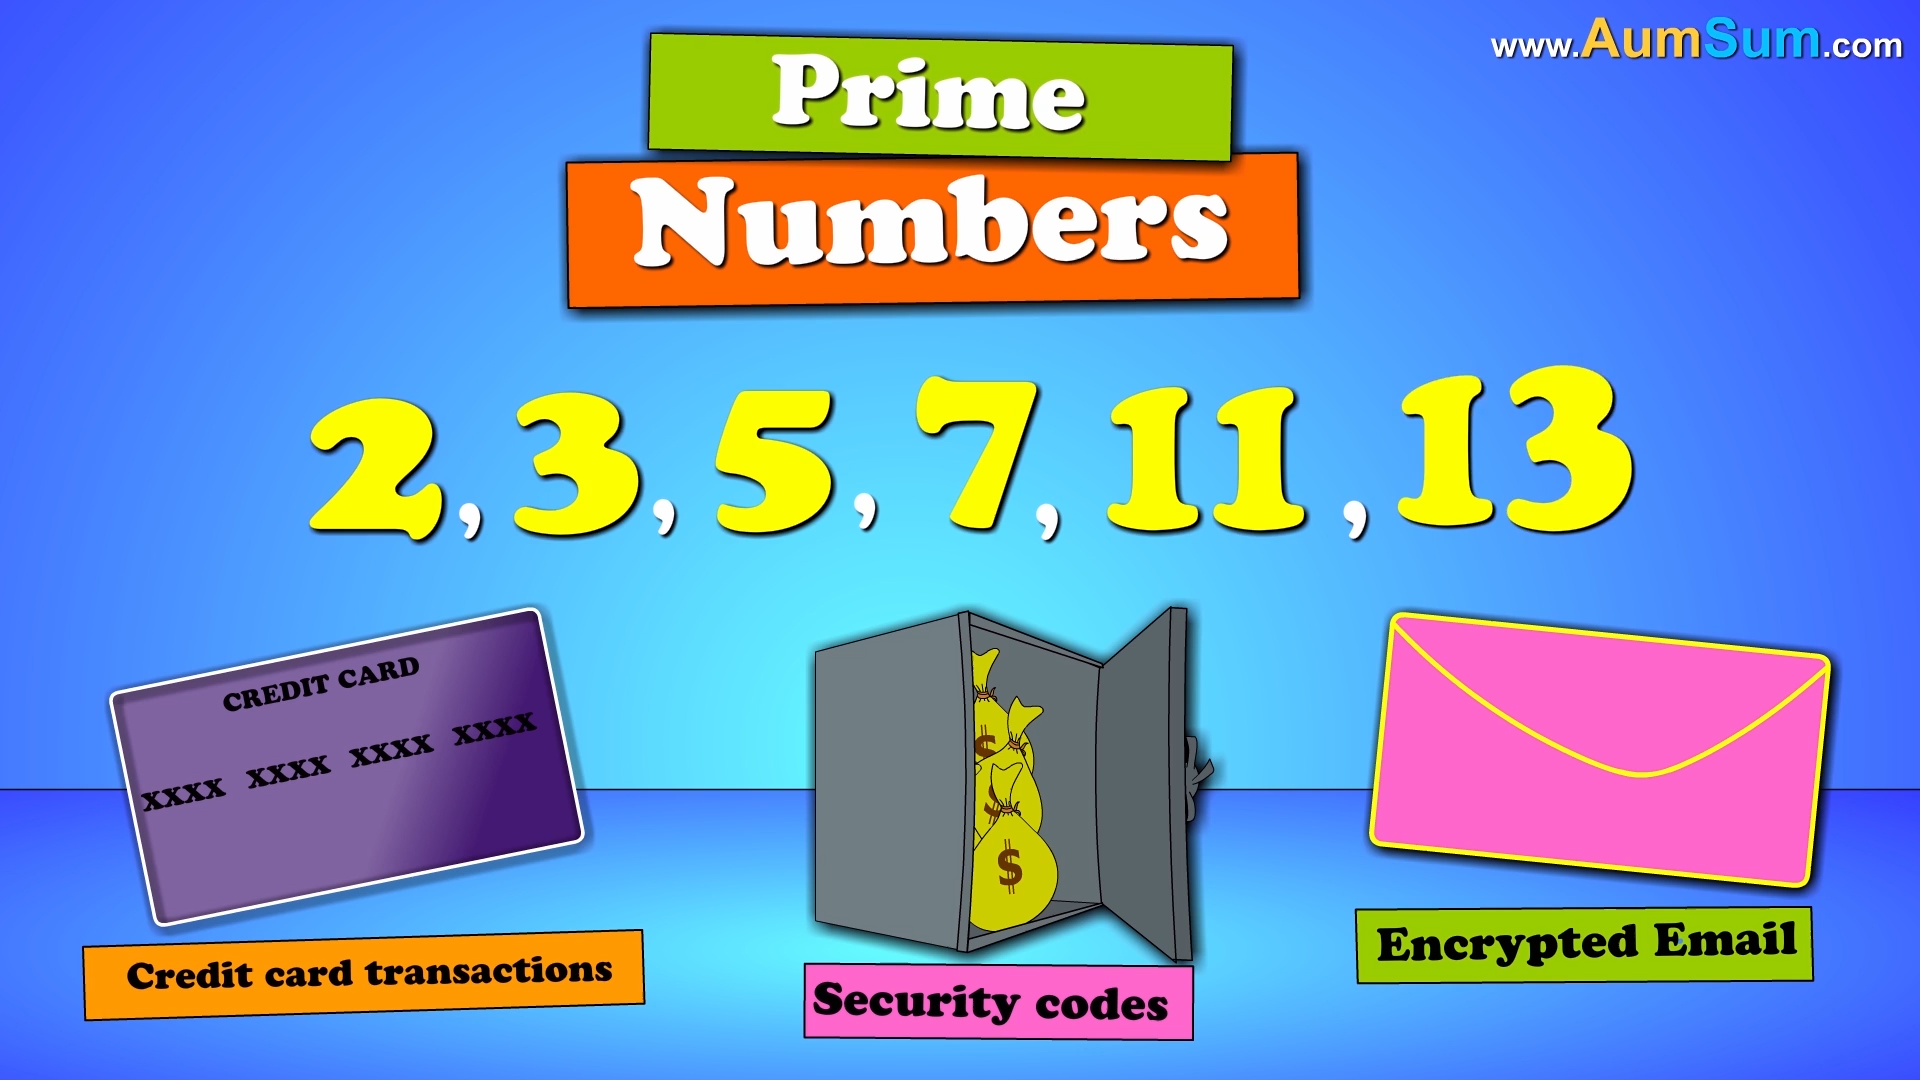 www.AumSum.com
Prime
Numbers
2, 3, 5, 7, 11, 13
CREDIT CARD
XXXX XXXX XXXX XXXX
$
$
$
Credit card transactions
Security codes
Encrypted Email